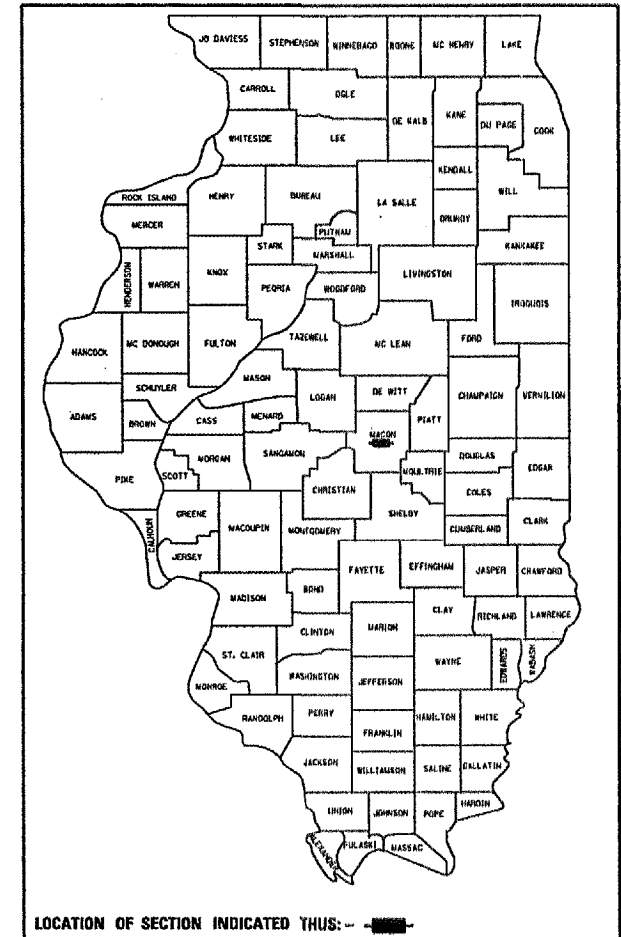 JO DAVIESS STEPHENSON WINNEBAGO BOONE MC HENRY LAKE
CARROLL OGLE DE KALB KANE DU PAGE COOK
WHITESIDE LEE
KENDALL WILL
ROCK ISLAND HENRY BUREAU LA SALLE GRUNDY
MERCER STARK PUTNAM KANKAKEE
HENDERSON WARREN KNOX MARSHALL LIVINGSTON
PEORIA WOODFORD IROQUOIS
HANCOCK MC DONOUGH FULTON TAZEWELL MC LEAN FORD
SCHUYLER MASON LOGAN DE WITT CHAMPAIGN VERMILION
ADAMS BROWN CASS MENARD PIATT
MACON
PIKE SCOTT MORGAN SANGAMON MOULTRIE DOUGLAS EDGAR
CHRISTIAN COLES
CALHOUN GREENE MACOUPIN MONTGOMERY SHELBY CUMBERLAND CLARK
JERSEY FAYETTE EFFINGHAM JASPER CRAWFORD
MADISON BOND CLAY RICHLAND LAWRENCE
CLINTON MARION
ST. CLAIR WASHINGTON WAYNE EDWARDS WABASH
MONROE JEFFERSON
RANDOLPH PERRY HAMILTON WHITE
FRANKLIN
JACKSON WILLIAMSON SALINE GALLATIN
UNION JOHNSON POPE HARDIN
ALEXANDER PULASKI MASSAC
LOCATION OF SECTION INDICATED THUS: -